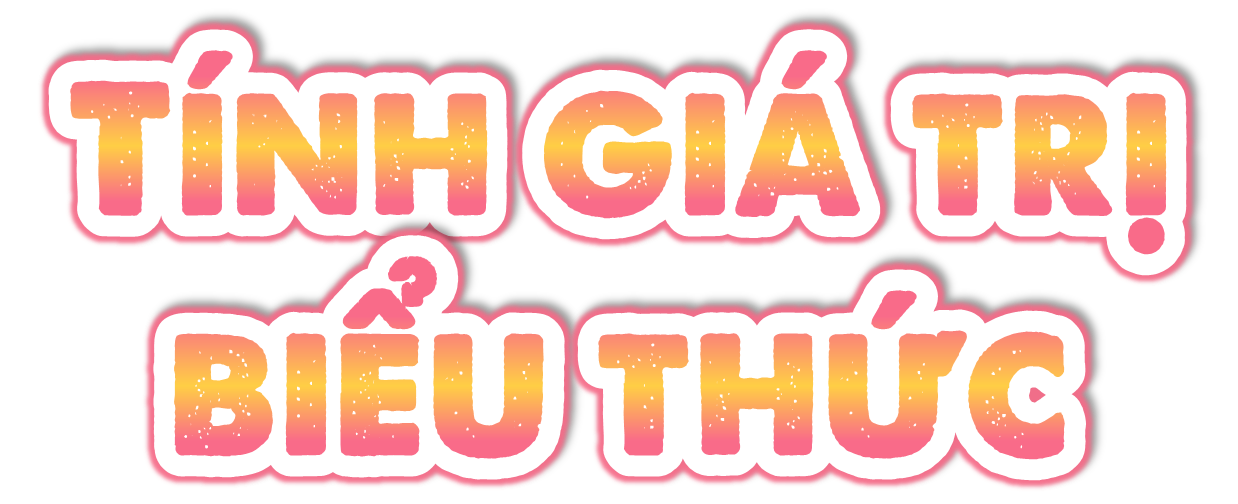 TÍNH GIÁ TRỊ
BIỂU THỨC